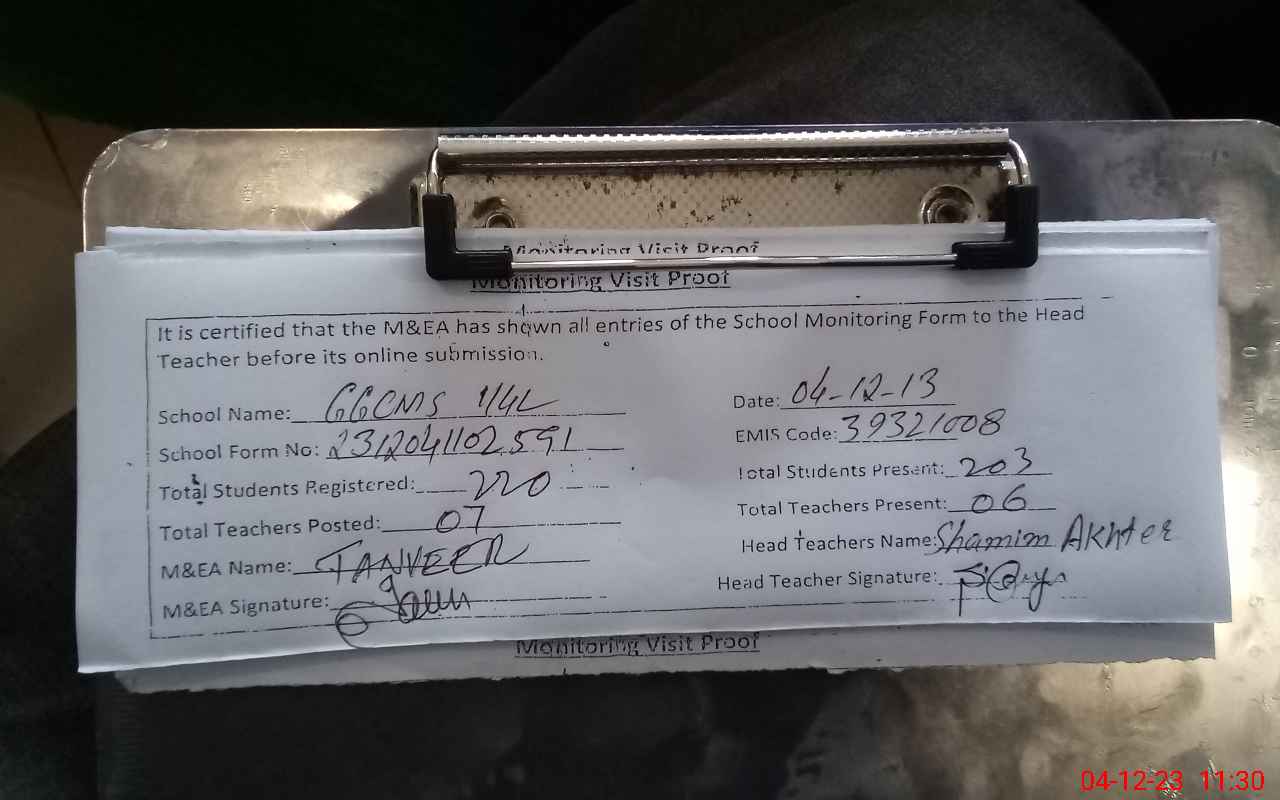 Monitoring Visit Proof
Monitoring Visit Proof
It is certified that the M&EA has shown all entries of the School Monitoring Form to the Head
Teacher before its online submission.
School Name: GGCMS 1/4L Date: 04-12-13
School Form No: 2312041102591 EMIS Code: 39321008
Total Students Registered: 220 Total Students Present: 203
Total Teachers Posted: 07 Total Teachers Present: 06
M&EA Name: TANVEER Head Teachers Name: Shamim Akhter
M&EA Signature: Head Teacher Signature:
Monitoring Visit Proof
04-12-23 11:30